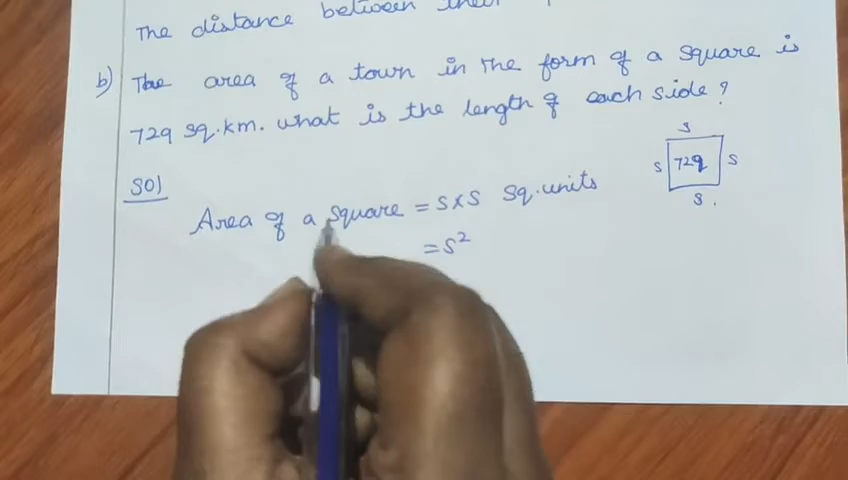 The distance between their
b) The area of a town in the form of a square is
729 sq.km. what is the length of each side?
Sol
S
S 729 S
S.
Area of a square = S×S Sq.units
= S²